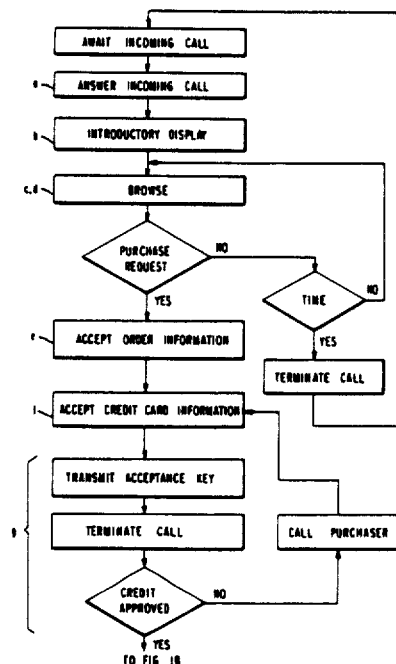 AWAIT INCOMING CALL
a
ANSWER INCOMING CALL
b
INTRODUCTORY DISPLAY
c,d
BROWSE
PURCHASE
REQUEST
NO
YES
TIME
NO
YES
e
ACCEPT ORDER INFORMATION
TERMINATE CALL
f
ACCEPT CREDIT CARD INFORMATION
g
TRANSMIT ACCEPTANCE KEY
TERMINATE CALL
CALL PURCHASER
CREDIT
APPROVED
NO
YES
TO FIG. 1B